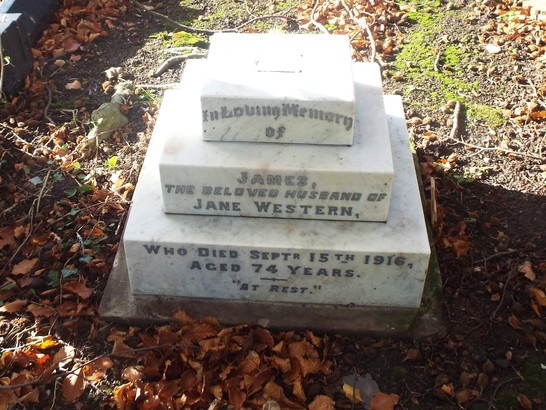 In Loving Memory
of
James,
the beloved husband of
Jane Western,
Who Died Septr 15th 1916,
Aged 74 Years.
"At Rest."